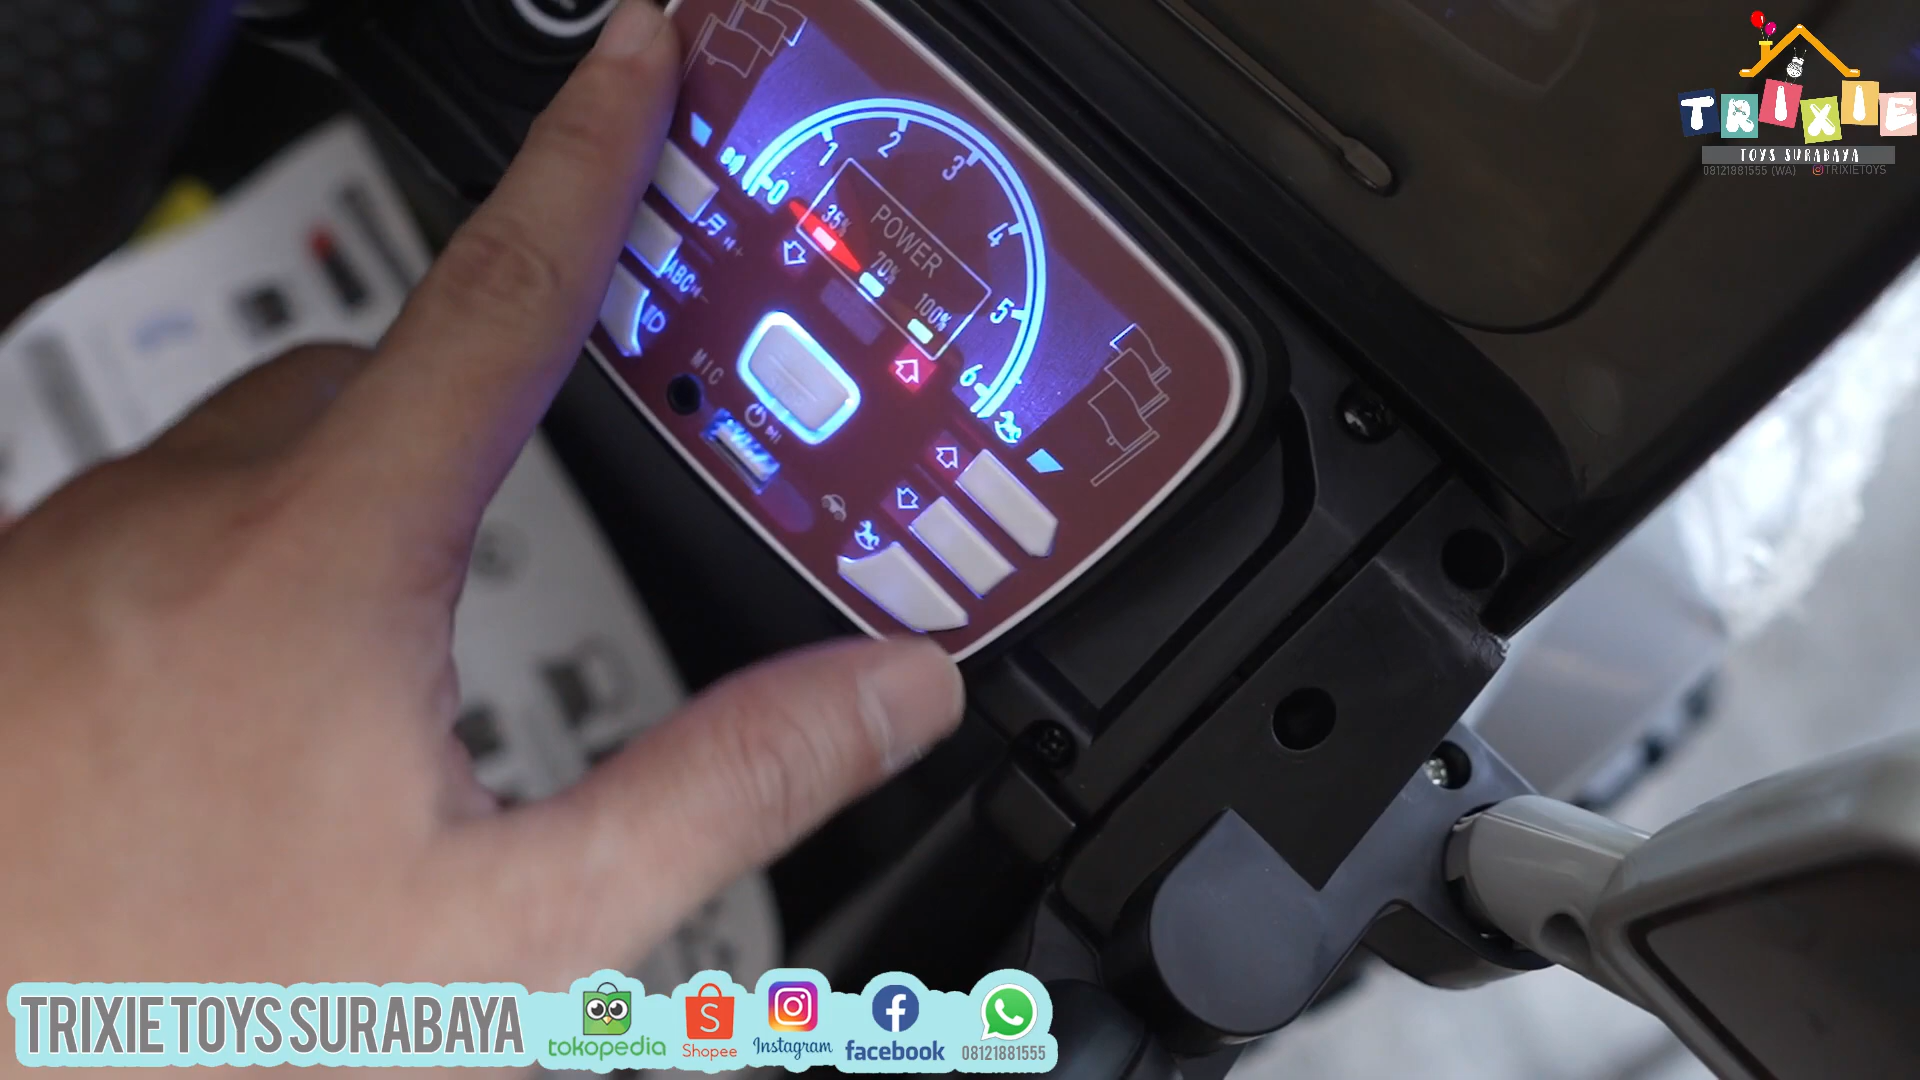 TRIXIE
TOYS SURABAYA
08121881555 (WA) TRIXIETOYS
0 1 2 3 4 5 6
POWER
35% 70% 100%
ABC
MIC
TRIXIE TOYS SURABAYA
tokopedia
Shopee
Instagram
facebook
08121881555